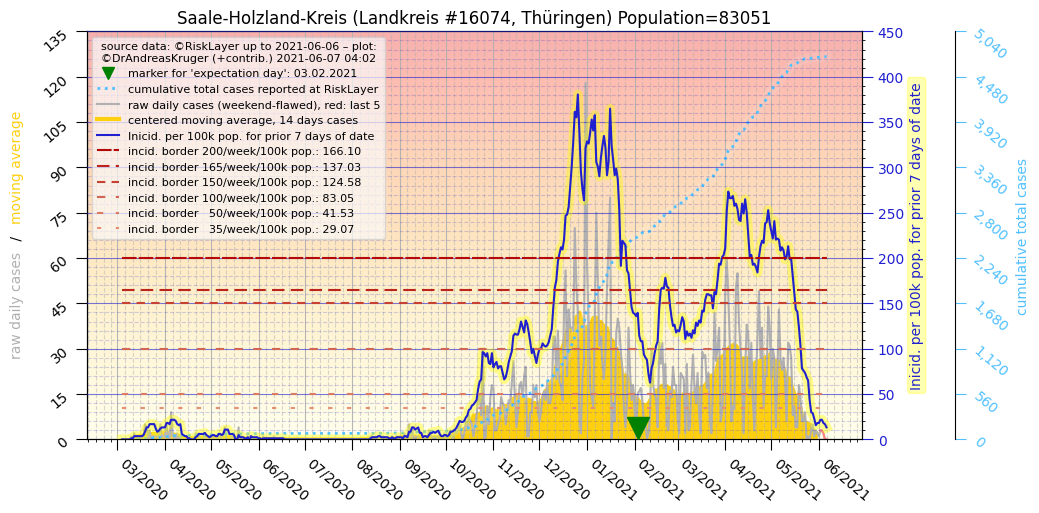 Saale-Holzland-Kreis (Landkreis #16074, Thüringen) Population=83051
source data: ©RiskLayer up to 2021-06-06 – plot:
©DrAndreasKruger (+contrib.) 2021-06-07 04:02
marker for 'expectation day': 03.02.2021
cumulative total cases reported at RiskLayer
raw daily cases (weekend-flawed), red: last 5
centered moving average, 14 days cases
Inicid. per 100k pop. for prior 7 days of date
incid. border 200/week/100k pop.: 166.10
incid. border 165/week/100k pop.: 137.03
incid. border 150/week/100k pop.: 124.58
incid. border 100/week/100k pop.: 83.05
incid. border   50/week/100k pop.: 41.53
incid. border   35/week/100k pop.: 29.07
raw daily cases   /   moving average
135
120
105
90
75
60
45
30
15
0
450
400
350
300
250
200
150
100
50
0
Inicid. per 100k pop. for prior 7 days of date
5,040
4,480
3,920
3,360
2,800
2,240
1,680
1,120
560
0
cumulative total cases
03/2020
04/2020
05/2020
06/2020
07/2020
08/2020
09/2020
10/2020
11/2020
12/2020
01/2021
02/2021
03/2021
04/2021
05/2021
06/2021